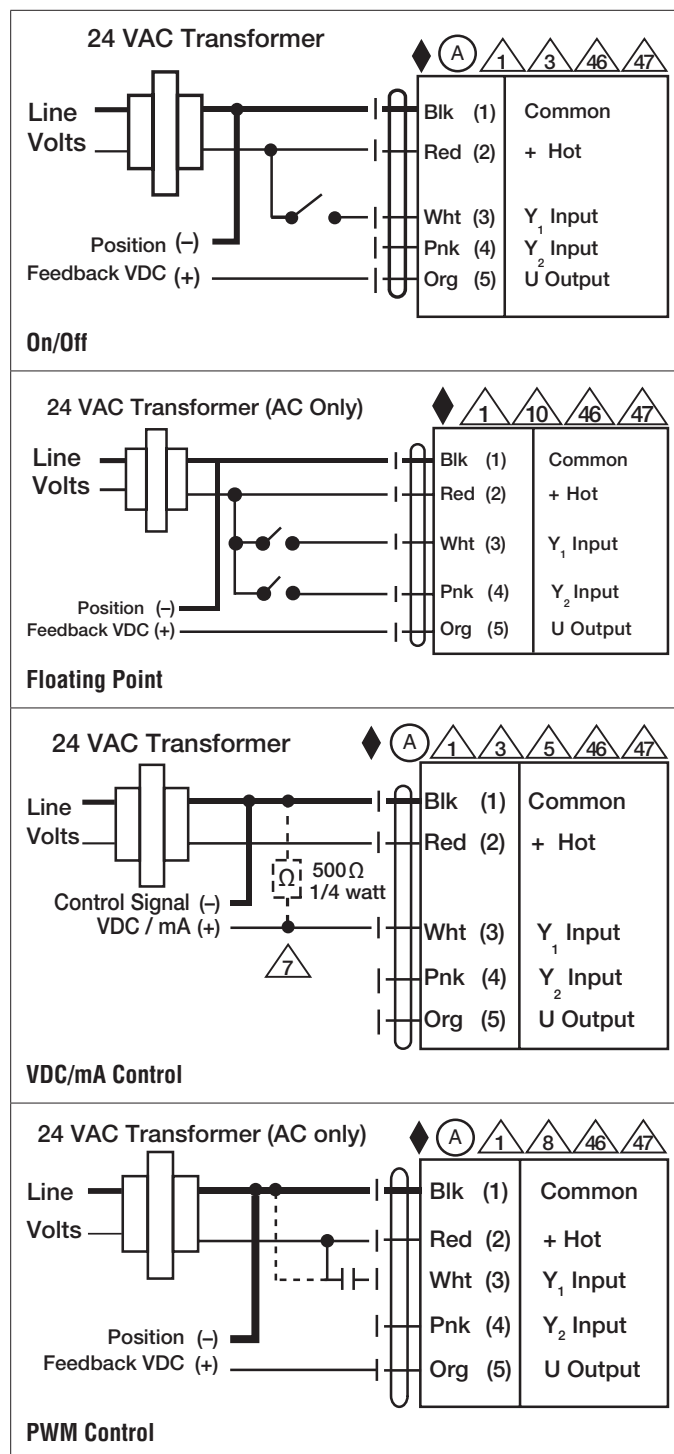 24 VAC Transformer
A 1 3 46 47
Line
Volts
Blk (1) Common
Red (2) + Hot
Wht (3) Y1 Input
Position (–)
Pnk (4) Y2 Input
Feedback VDC (+)
Org (5) U Output
On/Off
24 VAC Transformer (AC Only)
1 10 46 47
Line
Volts
Blk (1) Common
Red (2) + Hot
Wht (3) Y1 Input
Pnk (4) Y2 Input
Position (–)
Feedback VDC (+)
Org (5) U Output
Floating Point
24 VAC Transformer
A 1 3 5 46 47
Line
Volts
Blk (1) Common
Red (2) + Hot
Ω 500Ω
1/4 watt
Control Signal (–)
VDC / mA (+)
Wht (3) Y1 Input
7
Pnk (4) Y2 Input
Org (5) U Output
VDC/mA Control
24 VAC Transformer (AC only)
A 1 8 46 47
Line
Volts
Blk (1) Common
Red (2) + Hot
Wht (3) Y1 Input
Pnk (4) Y2 Input
Position (–)
Feedback VDC (+)
Org (5) U Output
PWM Control